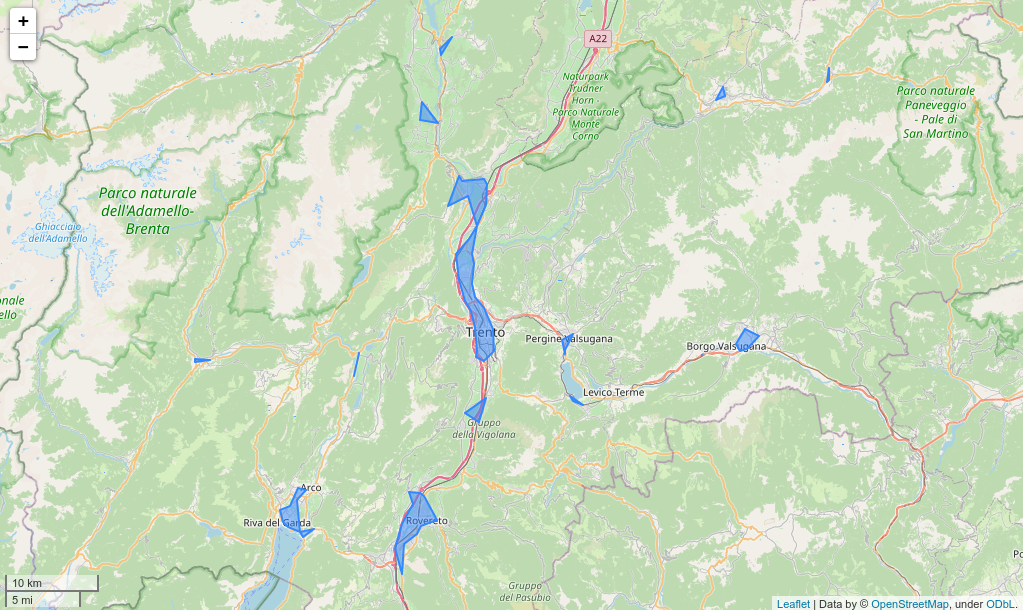 +
−
A22
Naturpark
Trudner
Horn -
Parco Naturale
Monte
Corno
Parco naturale
Paneveggio
- Pale di
San Martino
Parco naturale
dell'Adamello-
Brenta
Ghiacciaio
dell'Adamello
onale
ello
Trento
Pergine Valsugana
Borgo Valsugana
Levico Terme
Gruppo
della Vigolana
Arco
Riva del Garda
Rovereto
Gruppo
del Pasubio
Po
10 km
5 mi
Leaflet | Data by © OpenStreetMap, under ODbL.